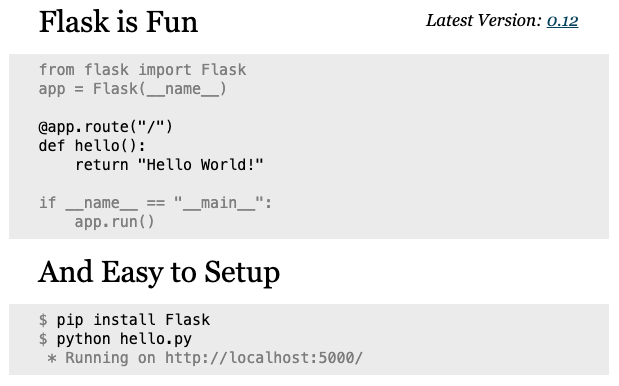 Flask is Fun
Latest Version: 0.12
from flask import Flask
app = Flask(__name__)
@app.route("/")
def hello():
    return "Hello World!"
if __name__ == "__main__":
    app.run()
And Easy to Setup
$ pip install Flask
$ python hello.py
 * Running on http://localhost:5000/